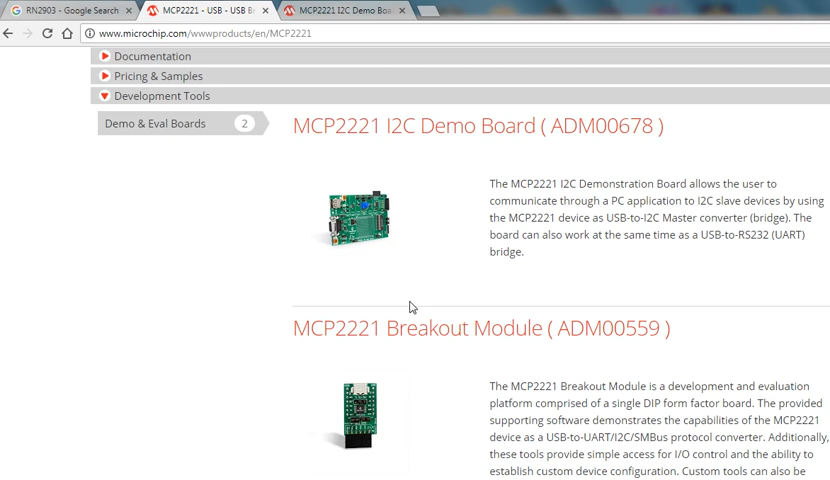 RN2903 - Google Search
MCP2221 - USB - USB B
MCP2221 I2C Demo Boa
www.microchip.com/wwwproducts/en/MCP2221
Documentation
Pricing & Samples
Development Tools
Demo & Eval Boards 2
MCP2221 I2C Demo Board ( ADM00678 )
The MCP2221 I2C Demonstration Board allows the user to
communicate through a PC application to I2C slave devices by using
the MCP2221 device as USB-to-I2C Master converter (bridge). The
board can also work at the same time as a USB-to-RS232 (UART)
bridge.
MCP2221 Breakout Module ( ADM00559 )
The MCP2221 Breakout Module is a development and evaluation
platform comprised of a single DIP form factor board. The provided
supporting software demonstrates the capabilities of the MCP2221
device as a USB-to-UART/I2C/SMBus protocol converter. Additionally,
these tools provide simple access for I/O control and the ability to
establish custom device configuration. Custom tools can also be